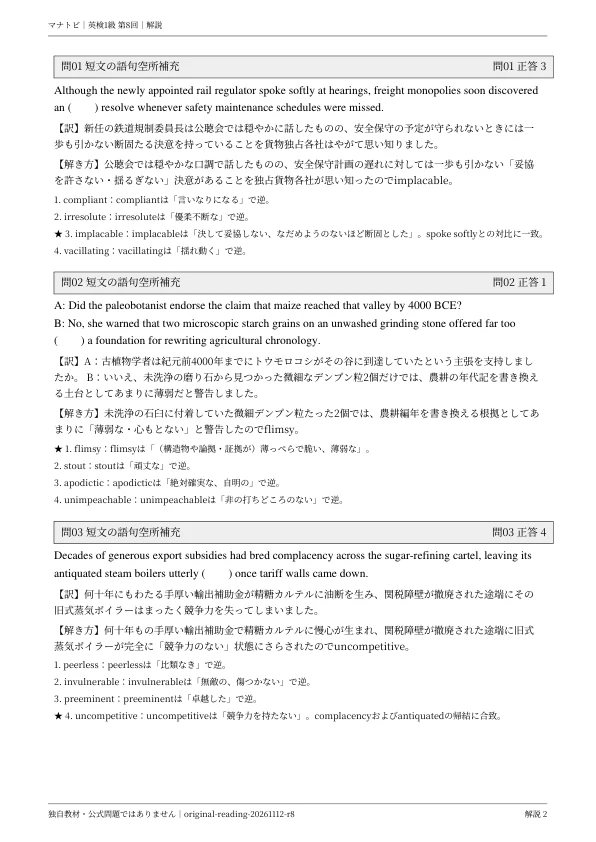 マナトビ｜英検1級 第8回｜解説
問01 短文の語句空所補充 問01 正答 3
Although the newly appointed rail regulator spoke softly at hearings, freight monopolies soon discovered
an (　　) resolve whenever safety maintenance schedules were missed.
【訳】新任の鉄道規制委員長は公聴会では穏やかに話したものの、安全保守の予定が守られないときには一
歩も引かない断固たる決意を持っていることを貨物独占各社はやがて思い知りました。
【解き方】公聴会では穏やかな口調で話したものの、安全保守計画の遅れに対しては一歩も引かない「妥協
を許さない・揺るぎない」決意があることを独占貨物各社が思い知ったのでimplacable。
1. compliant：compliantは「言いなりになる」で逆。
2. irresolute：irresoluteは「優柔不断な」で逆。
★ 3. implacable：implacableは「決して妥協しない、なだめようのないほど断固とした」。spoke softlyとの対比に一致。
4. vacillating：vacillatingは「揺れ動く」で逆。
問02 短文の語句空所補充 問02 正答 1
A: Did the paleobotanist endorse the claim that maize reached that valley by 4000 BCE?
B: No, she warned that two microscopic starch grains on an unwashed grinding stone offered far too
(　　) a foundation for rewriting agricultural chronology.
【訳】A：古植物学者は紀元前4000年までにトウモロコシがその谷に到達していたという主張を支持しまし
たか。 B：いいえ、未洗浄の磨り石から見つかった微細なデンプン粒2個だけでは、農耕の年代記を書き換え
る土台としてあまりに薄弱だと警告しました。
【解き方】未洗浄の石臼に付着していた微細デンプン粒たった2個では、農耕編年を書き換える根拠としてあ
まりに「薄弱な・心もとない」と警告したのでflimsy。
★ 1. flimsy：flimsyは「（構造物や論拠・証拠が）薄っぺらで脆い、薄弱な」。
2. stout：stoutは「頑丈な」で逆。
3. apodictic：apodicticは「絶対確実な、自明の」で逆。
4. unimpeachable：unimpeachableは「非の打ちどころのない」で逆。
問03 短文の語句空所補充 問03 正答 4
Decades of generous export subsidies had bred complacency across the sugar-refining cartel, leaving its
antiquated steam boilers utterly (　　) once tariff walls came down.
【訳】何十年にもわたる手厚い輸出補助金が精糖カルテルに油断を生み、関税障壁が撤廃された途端にその
旧式蒸気ボイラーはまったく競争力を失ってしまいました。
【解き方】何十年もの手厚い輸出補助金で精糖カルテルに慢心が生まれ、関税障壁が撤廃された途端に旧式
蒸気ボイラーが完全に「競争力のない」状態にさらされたのでuncompetitive。
1. peerless：peerlessは「比類なき」で逆。
2. invulnerable：invulnerableは「無敵の、傷つかない」で逆。
3. preeminent：preeminentは「卓越した」で逆。
★ 4. uncompetitive：uncompetitiveは「競争力を持たない」。complacencyおよびantiquatedの帰結に合致。
独自教材・公式問題ではありません｜original-reading-20261112-r8 解説 2